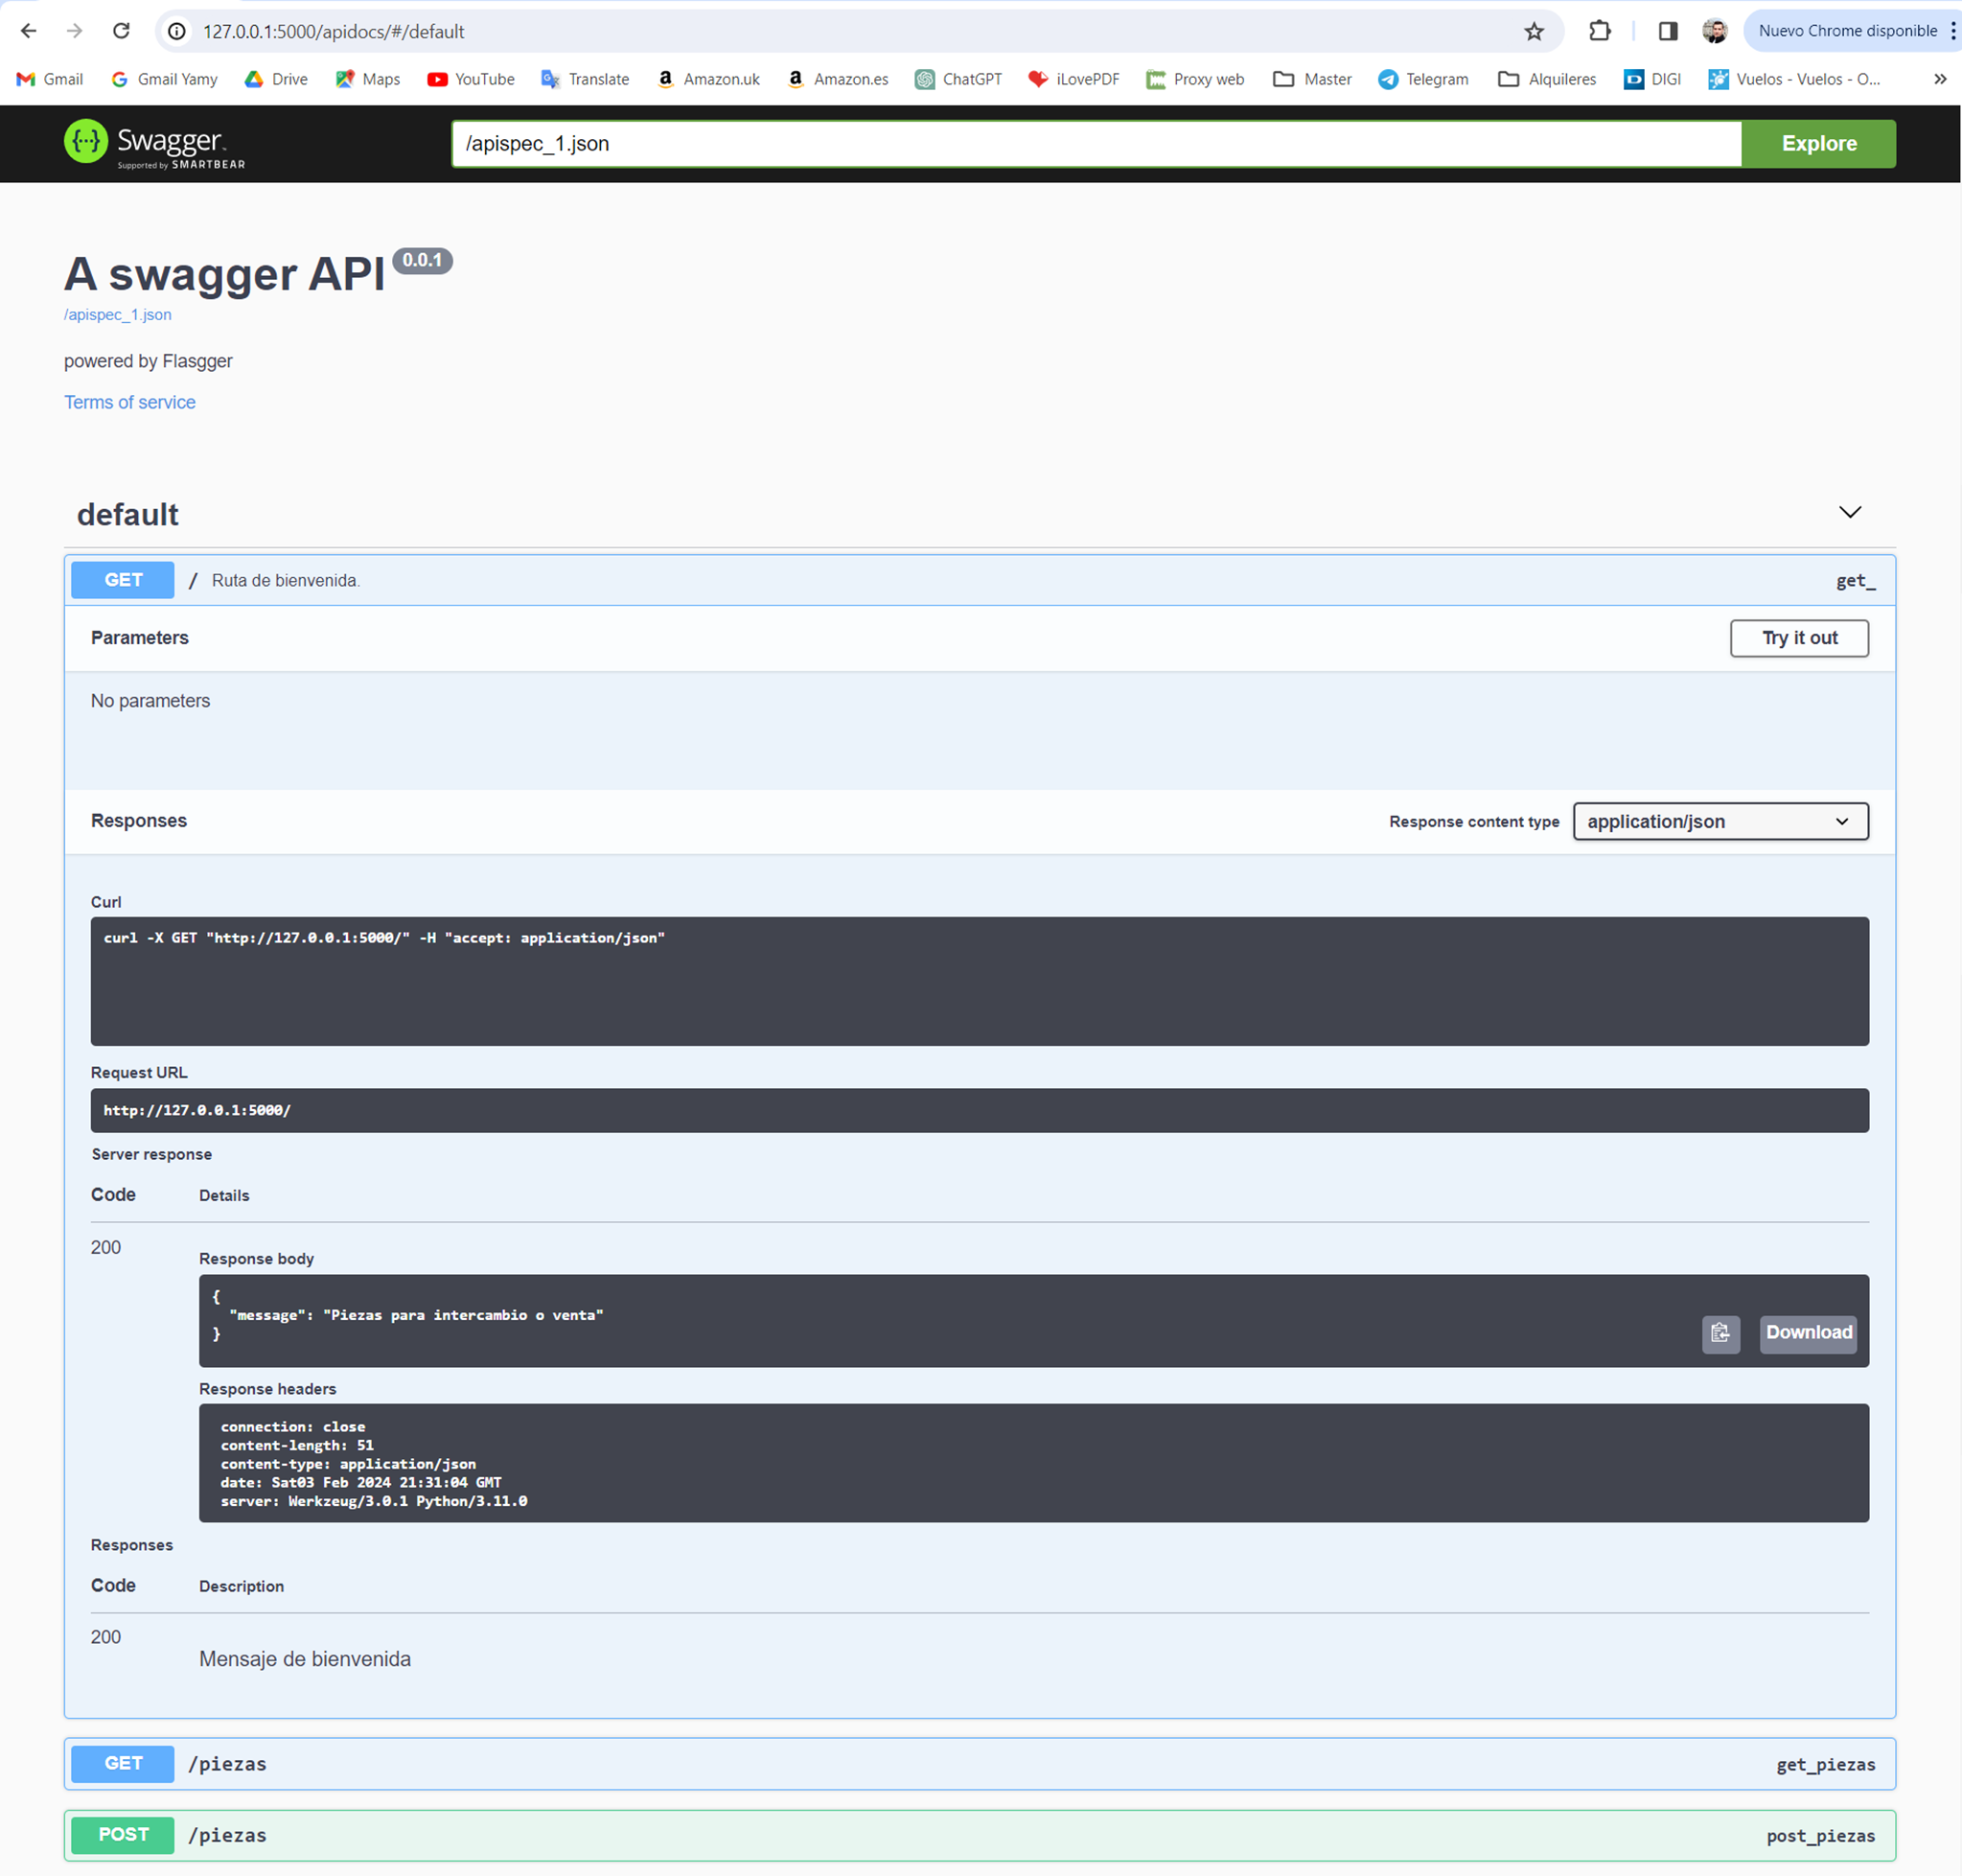 127.0.0.1:5000/apidocs/#/default
Nuevo Chrome disponible
Gmail
Gmail Yamy
Drive
Maps
YouTube
Translate
Amazon.uk
Amazon.es
ChatGPT
iLovePDF
Proxy web
Master
Telegram
Alquileres
DIGI
Vuelos - Vuelos - O...
»
{···} Swagger™
Supported by SMARTBEAR
/apispec_1.json
Explore
A swagger API 0.0.1
/apispec_1.json
powered by Flasgger
Terms of service
default
GET / Ruta de bienvenida. get_
Parameters
Try it out
No parameters
Responses
Response content type
application/json
Curl
curl -X GET "http://127.0.0.1:5000/" -H "accept: application/json"
Request URL
http://127.0.0.1:5000/
Server response
Code Details
200
Response body
{
"message": "Piezas para intercambio o venta"
}
Download
Response headers
connection: close
content-length: 51
content-type: application/json
date: Sat03 Feb 2024 21:31:04 GMT
server: Werkzeug/3.0.1 Python/3.11.0
Responses
Code Description
200
Mensaje de bienvenida
GET /piezas get_piezas
POST /piezas post_piezas